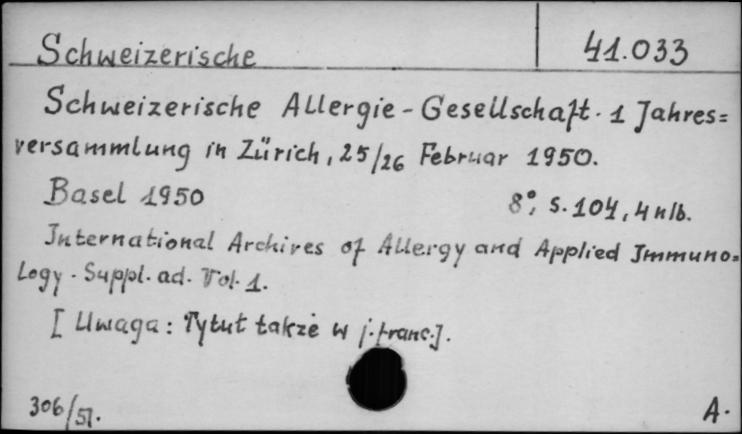 Schweizerische 41.033
Schweizerische Allergie-Gesellschaft. 1 Jahres=
versammlung in Zürich, 25/26 Februar 1950.
Basel 1950 8°, S. 104, 4 nlb.
International Archives of Allergy and Applied Immuno=
logy. Suppl. ad. Vol. 1.
[Uwaga: Tytuł także w j. franc.].
306/51. A.